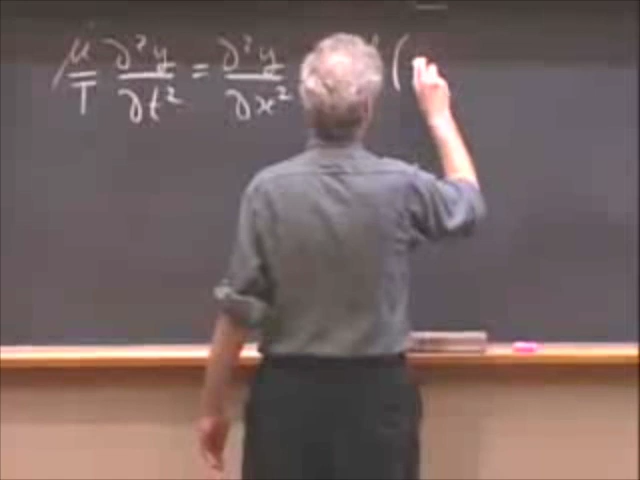 μ/T ∂²y/∂t² = ∂²y/∂x² (